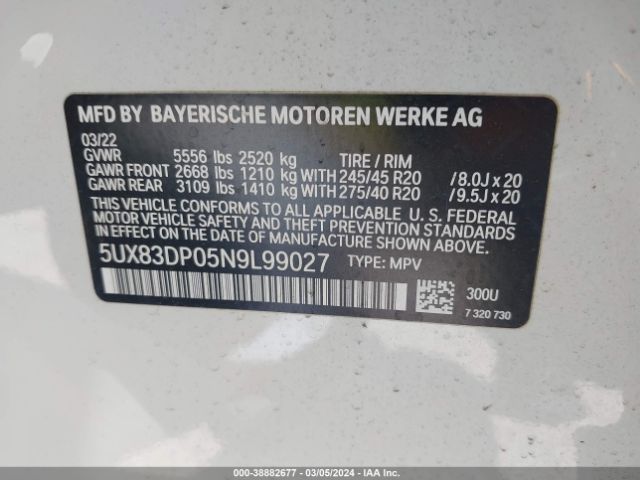 MFD BY BAYERISCHE MOTOREN WERKE AG
03/22
GVWR 5556 lbs 2520 kg TIRE / RIM
GAWR FRONT 2668 lbs 1210 kg WITH 245/45 R20 /8.0J x 20
GAWR REAR 3109 lbs 1410 kg WITH 275/40 R20 /9.5J x 20
THIS VEHICLE CONFORMS TO ALL APPLICABLE U. S. FEDERAL
MOTOR VEHICLE SAFETY AND THEFT PREVENTION STANDARDS
IN EFFECT ON THE DATE OF MANUFACTURE SHOWN ABOVE.
5UX83DP05N9L99027 TYPE: MPV
300U
7 320 730
000-38882677 - 03/05/2024 - IAA Inc.